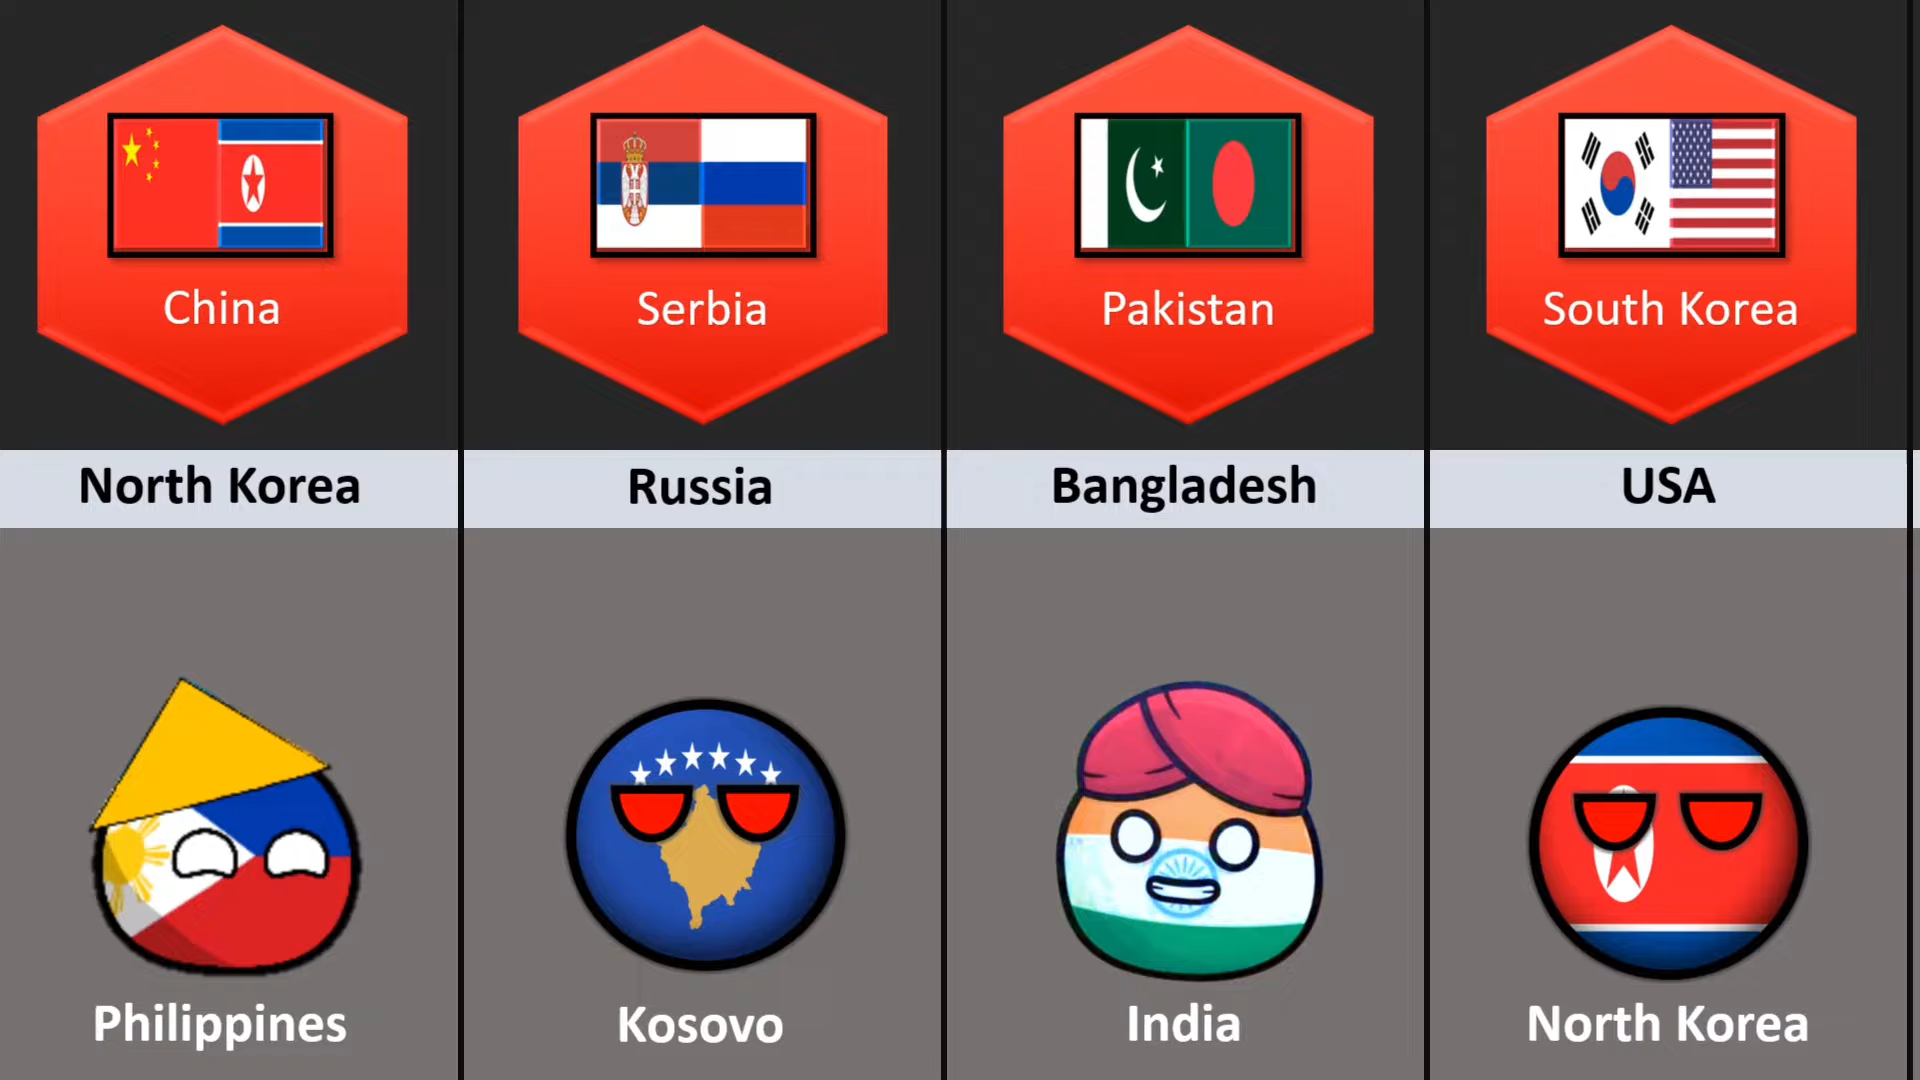 China
North Korea
Philippines
Serbia
Russia
Kosovo
Pakistan
Bangladesh
India
South Korea
USA
North Korea